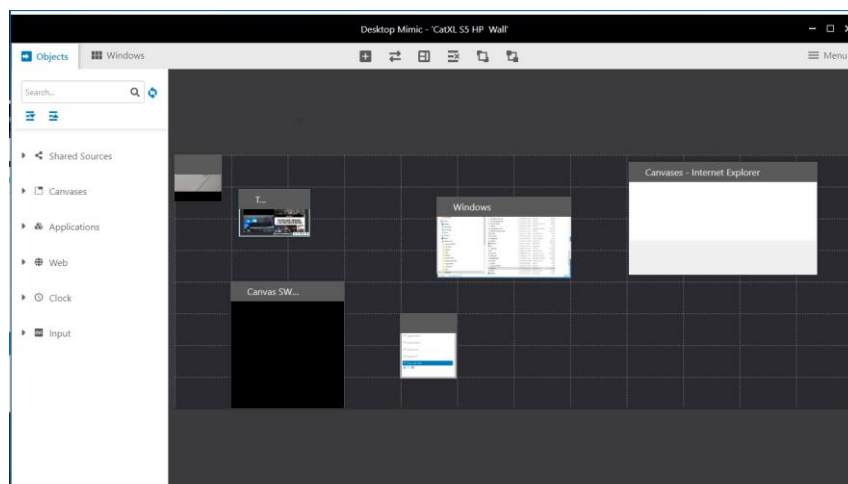 Desktop Mimic - 'CatXL S5 HP Wall'
Objects
Windows
Menu
Search...
Shared Sources
Canvases
Applications
Web
Clock
Input
T...
Windows
Canvases - Internet Explorer
Canvas SW...